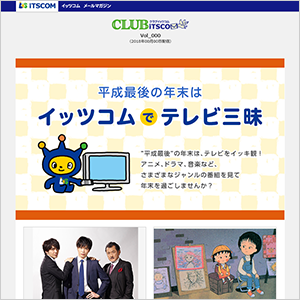 ITSCOM イッツコム メールマガジン
CLUB ITSCOM
Vol_000
平成最後の年末は
イッツコムでテレビ三昧
"平成最後"の年末は、テレビをイッキ観!
アニメ、ドラマ、音楽など、
さまざまなジャンルの番組を見て
年末を過ごしませんか?